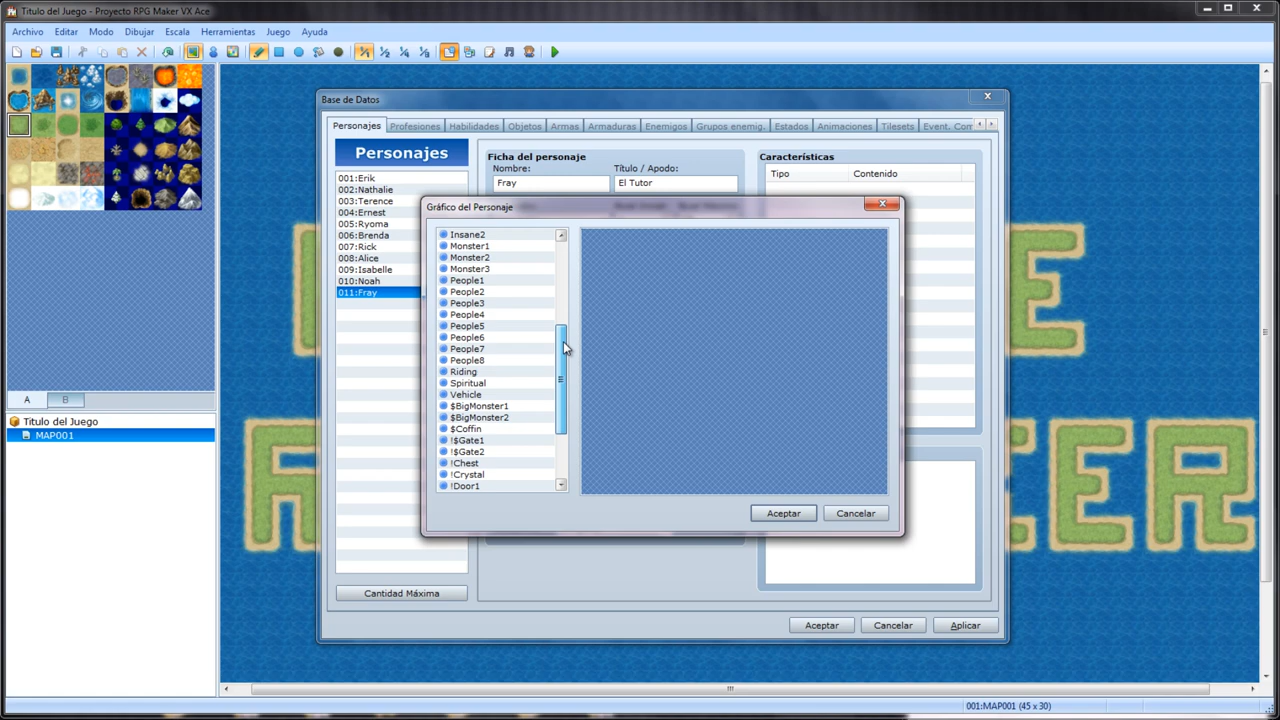 Titulo del Juego - Proyecto RPG Maker VX Ace
Archivo Editar Modo Dibujar Escala Herramientas Juego Ayuda
Base de Datos
Personajes Profesiones Habilidades Objetos Armas Armaduras Enemigos Grupos enemig. Estados Animaciones Tilesets Event. Com
Personajes
001:Erik
002:Nathalie
003:Terence
004:Ernest
005:Ryoma
006:Brenda
007:Rick
008:Alice
009:Isabelle
010:Noah
011:Fray
Cantidad Máxima
Ficha del personaje
Nombre: Título / Apodo:
Fray El Tutor
Características
Tipo Contenido
Gráfico del Personaje
Insane2
Monster1
Monster2
Monster3
People1
People2
People3
People4
People5
People6
People7
People8
Riding
Spiritual
Vehicle
$BigMonster1
$BigMonster2
$Coffin
!$Gate1
!$Gate2
!Chest
!Crystal
!Door1
Aceptar Cancelar
Aceptar Cancelar Aplicar
A B
Titulo del Juego
MAP001
001:MAP001 (45 x 30)